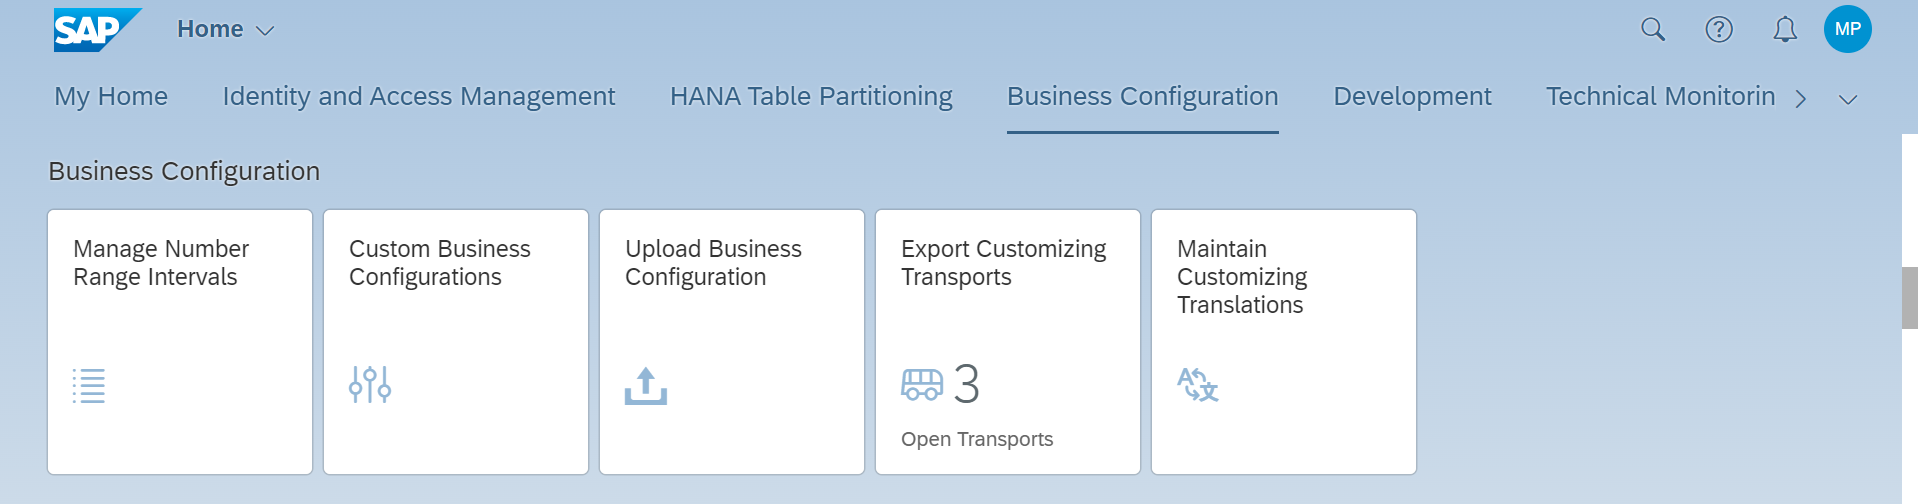 SAP
Home
MP
My Home
Identity and Access Management
HANA Table Partitioning
Business Configuration
Development
Technical Monitorin
Business Configuration
Manage Number
Range Intervals
Custom Business
Configurations
Upload Business
Configuration
Export Customizing
Transports
3
Open Transports
Maintain
Customizing
Translations
A文